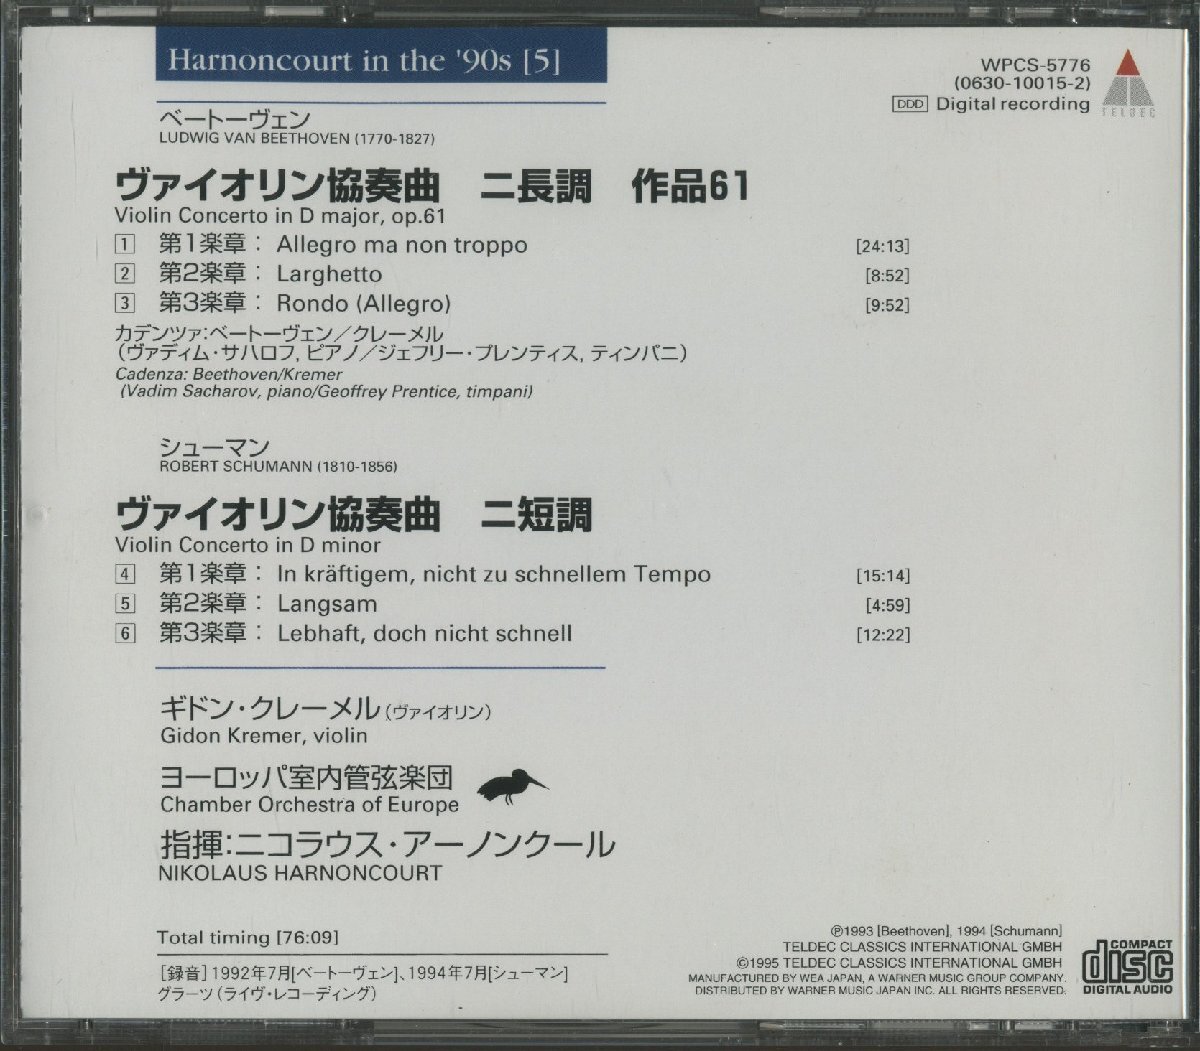 Harnoncourt in the '90s [5]
WPCS-5776
(0630-10015-2)
DDD Digital recording
TELDEC
ベートーヴェン
LUDWIG VAN BEETHOVEN (1770-1827)
ヴァイオリン協奏曲 ニ長調 作品61
Violin Concerto in D major, op.61
1 第1楽章： Allegro ma non troppo [24:13]
2 第2楽章： Larghetto [8:52]
3 第3楽章： Rondo (Allegro) [9:52]
カデンツァ：ベートーヴェン／クレーメル
（ヴァディム・サハロフ, ピアノ／ジェフリー・プレンティス, ティンパニ）
Cadenza: Beethoven/Kremer
(Vadim Sacharov, piano/Geoffrey Prentice, timpani)
シューマン
ROBERT SCHUMANN (1810-1856)
ヴァイオリン協奏曲 ニ短調
Violin Concerto in D minor
4 第1楽章： In kräftigem, nicht zu schnellem Tempo [15:14]
5 第2楽章： Langsam [4:59]
6 第3楽章： Lebhaft, doch nicht schnell [12:22]
ギドン・クレーメル（ヴァイオリン）
Gidon Kremer, violin
ヨーロッパ室内管弦楽団
Chamber Orchestra of Europe
指揮：ニコラウス・アーノンクール
NIKOLAUS HARNONCOURT
Total timing [76:09]
［録音］1992年7月[ベートーヴェン]、1994年7月[シューマン]
グラーツ（ライヴ・レコーディング）
℗1993 [Beethoven], 1994 [Schumann]
TELDEC CLASSICS INTERNATIONAL GMBH
©1995 TELDEC CLASSICS INTERNATIONAL GMBH
MANUFACTURED BY WEA JAPAN, A WARNER MUSIC GROUP COMPANY.
DISTRIBUTED BY WARNER MUSIC JAPAN INC. ALL RIGHTS RESERVED.
COMPACT
disc
DIGITAL AUDIO